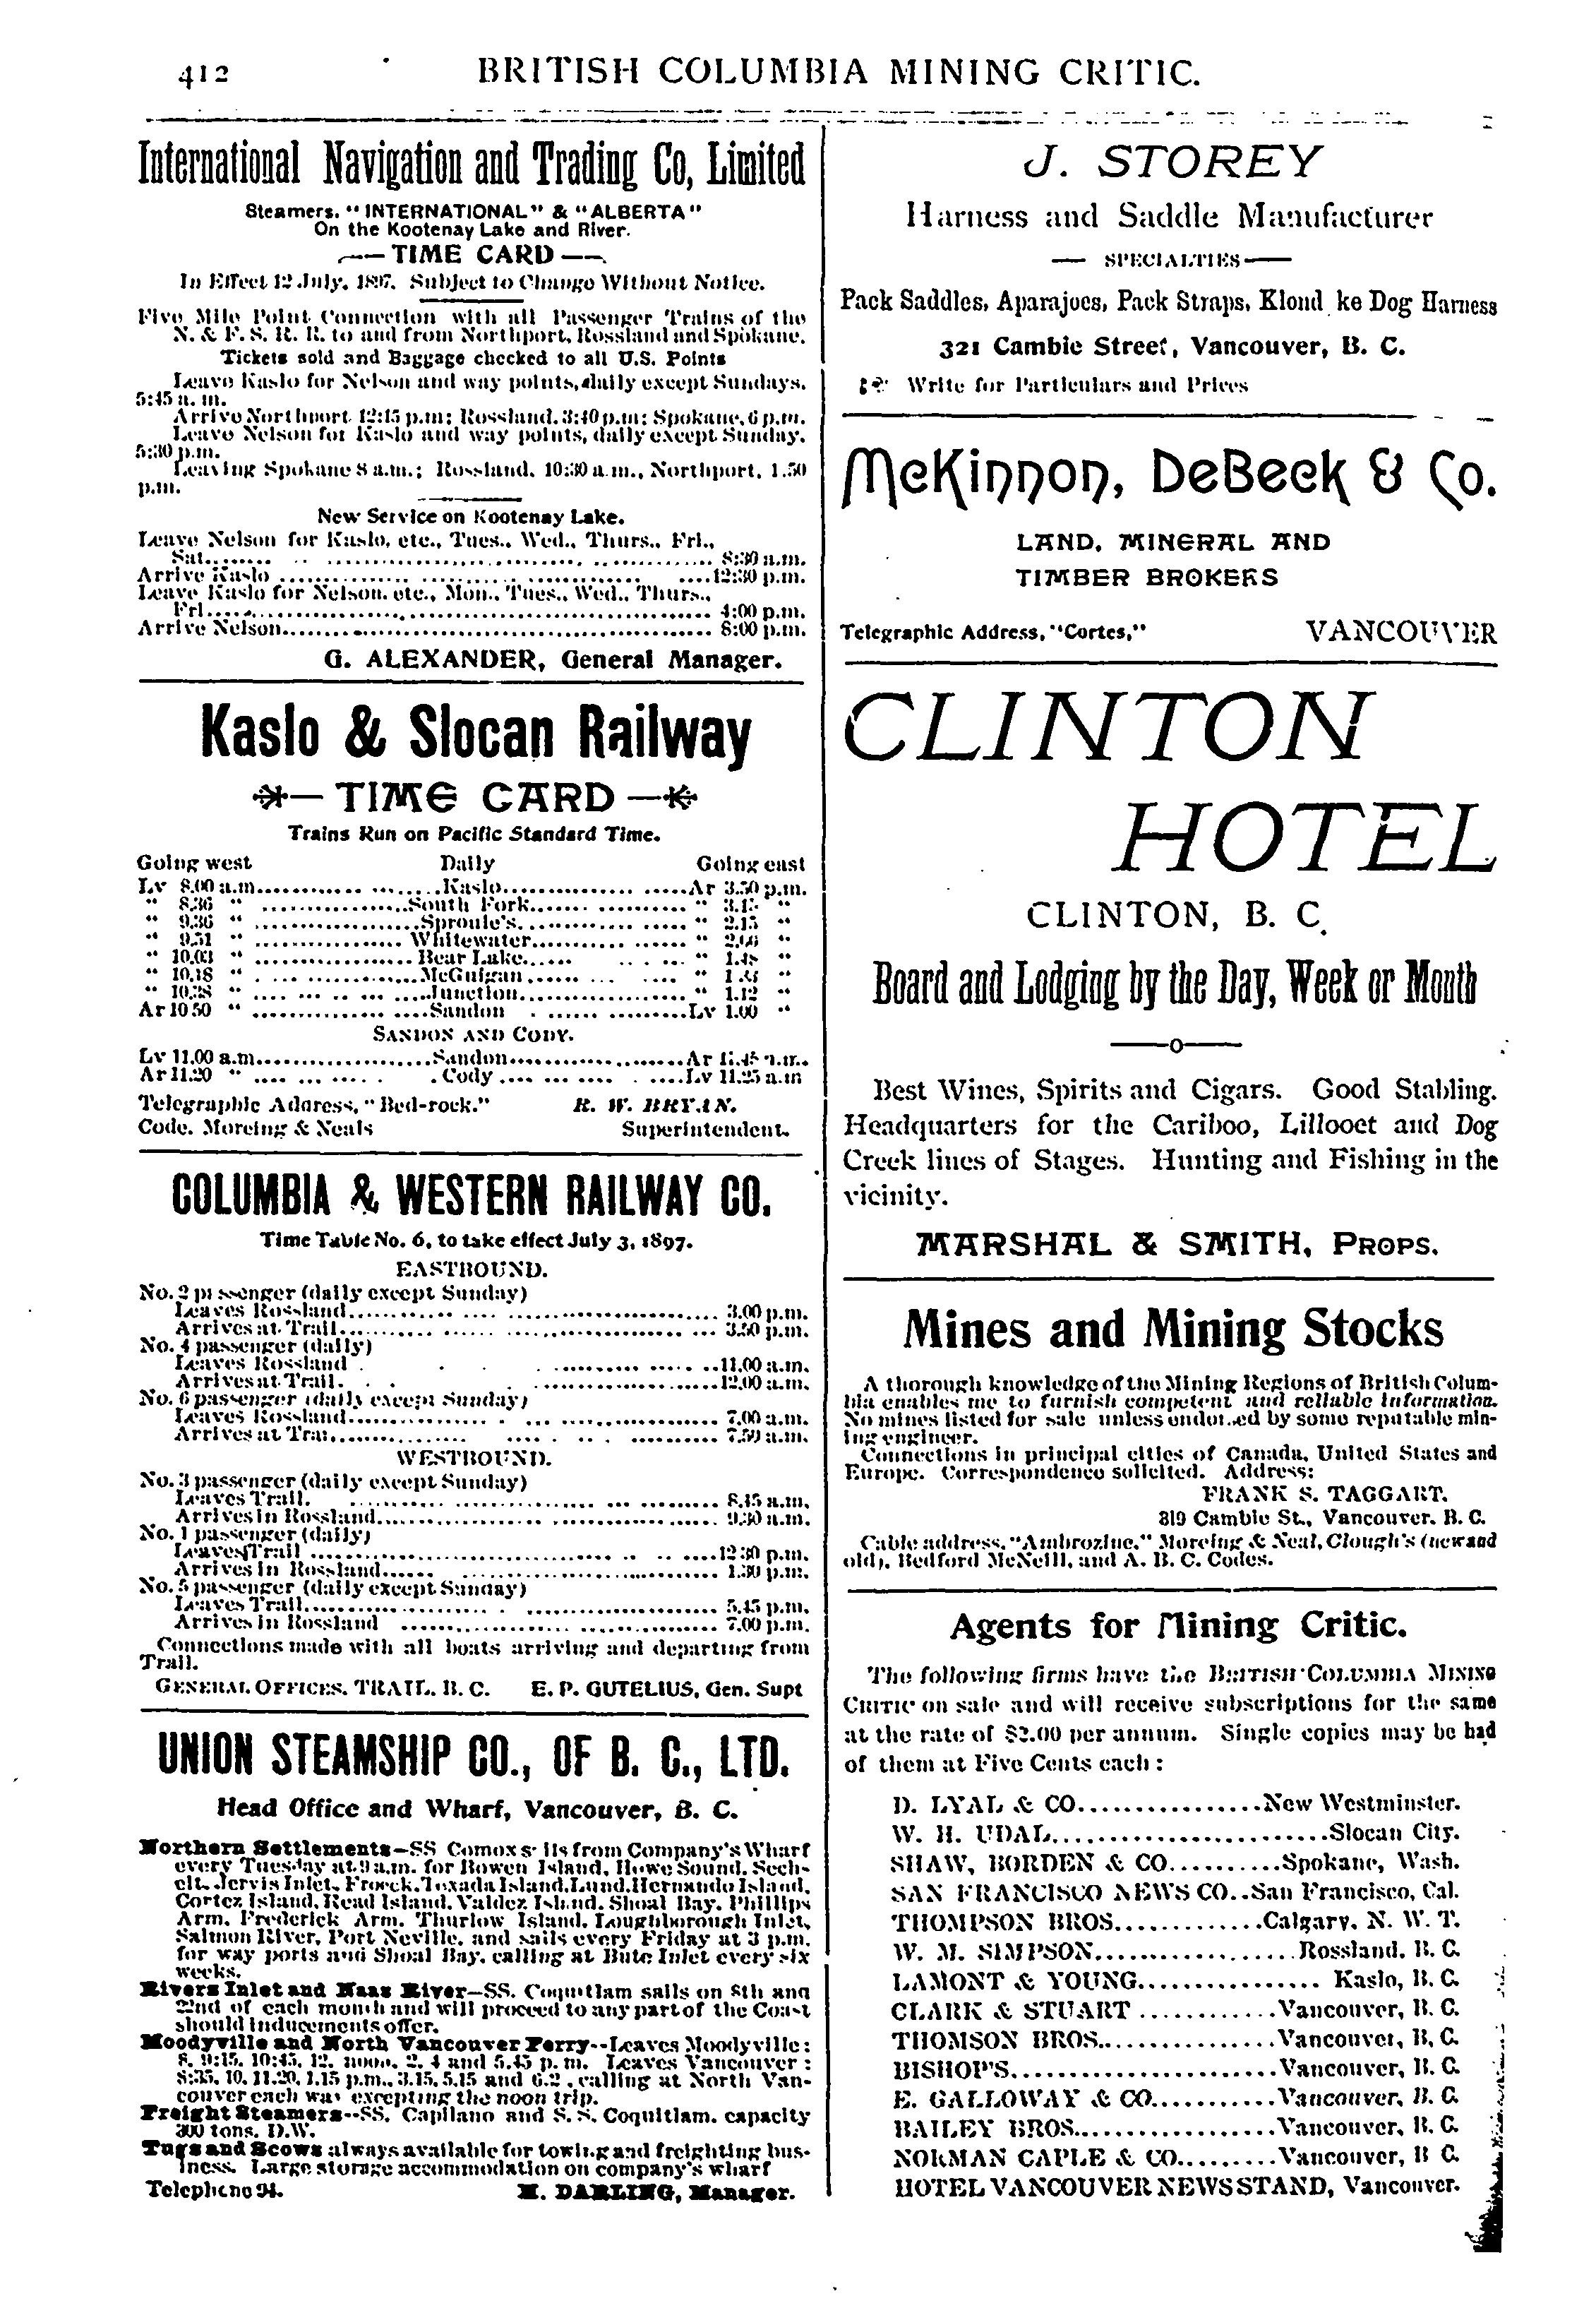 412 BRITISH COLUMBIA MINING CRITIC.
International Navigation and Trading Co, Limited
Steamers. "INTERNATIONAL" & "ALBERTA"
On the Kootenay Lake and River.
TIME CARD
In Effect 12 July, 1897. Subject to Change Without Notice.
Five Mile Point Connection with all Passenger Trains of the
N. & F. S. R. R. to and from Northport, Rossland and Spokane.
Tickets sold and Baggage checked to all U.S. Points
Leave Kaslo for Nelson and way points, daily except Sundays,
5:45 a. m.
Arrive Northport 12:15 p.m; Rossland, 3:40 p.m; Spokane, 6 p.m.
Leave Nelson for Kaslo and way points, daily except Sunday,
5:30 p.m.
Leaving Spokane 8 a.m.; Rossland, 10:30 a.m., Northport, 1.50
p.m.
New Service on Kootenay Lake.
Leave Nelson for Kaslo, etc., Tues., Wed., Thurs., Fri.,
Sat. 8:30 a.m.
Arrive Kaslo 12:30 p.m.
Leave Kaslo for Nelson, etc., Mon., Tues., Wed., Thurs.,
Fri. 4:00 p.m.
Arrive Nelson 8:00 p.m.
G. ALEXANDER, General Manager.
Kaslo & Slocan Railway
TIME CARD
Trains Run on Pacific Standard Time.
Going west Daily Going east
Lv 8.00 a.m. Kaslo Ar 3.50 p.m.
" 8.36 " South Fork " 3.15 "
" 9.36 " Sproule's " 2.15 "
" 9.51 " Whitewater " 2.00 "
" 10.03 " Bear Lake " 1.48 "
" 10.18 " McGuigan "
" 10.38 " Junction " 1.12 "
Ar 10 50 " Sandon Lv 1.00 "
SANDON AND CODY.
Lv 11.00 a.m. Sandon Ar 11.45 a.m.
Ar 11.20 " Cody Lv 11.25 a.m
Telegraphic Address, "Bed-rock." R. W. BRYAN.
Code. Moreing & Neals Superintendent.
COLUMBIA & WESTERN RAILWAY CO.
Time Table No. 6, to take effect July 3, 1897.
EASTBOUND.
No. 2 passenger (daily except Sunday)
Leaves Rossland 3.00 p.m.
Arrives at Trail 3.50 p.m.
No. 4 passenger (daily)
Leaves Rossland 11.00 a.m.
Arrives at Trail. 12.00 a.m.
No. 6 passenger (daily except Sunday)
Leaves Rossland 7.00 a.m.
Arrives at Trail 7.50 a.m.
WESTBOUND.
No. 3 passenger (daily except Sunday)
Leaves Trail. 8.45 a.m.
Arrives in Rossland 9.30 a.m.
No. 1 passenger (daily)
Leaves Trail 12 30 p.m.
Arrives in Rossland 1.30 p.m.
No. 5 passenger (daily except Sunday)
Leaves Trail 5.45 p.m.
Arrives in Rossland 7.00 p.m.
Connections made with all boats arriving and departing from
Trail.
GENERAL OFFICES, TRAIL, B. C. E. P. GUTELIUS, Gen. Supt
UNION STEAMSHIP CO., OF B. C., LTD.
Head Office and Wharf, Vancouver, B. C.
Northern Settlements—SS Comox sails from Company's Wharf
every Tuesday at 9 a.m. for Bowen Island, Howe Sound, Sech-
elt, Jervis Inlet, Froeck, Texada Island, Lund, Hernando Island,
Cortez Island, Read Island, Valdez Island, Shoal Bay, Phillips
Arm, Frederick Arm, Thurlow Island, Loughborough Inlet,
Salmon River, Port Neville, and sails every Friday at 3 p.m.
for way ports and Shoal Bay, calling at Bute Inlet every six
weeks.
Rivers Inlet and Naas River—SS. Coquitlam sails on 8th and
22nd of each month and will proceed to any part of the Coast
should inducements offer.
Moodyville and North Vancouver Ferry--Leaves Moodyville:
8, 9:15, 10:45, 12, noon, 2, 4 and 5.45 p. m. Leaves Vancouver:
8:35, 10, 11.20, 1.15 p.m., 3.15, 5.15 and 6.2 , calling at North Van-
couver each way excepting the noon trip.
Freight Steamers--SS. Capilano and S. S. Coquitlam, capacity
300 tons, D.W.
Tugs and Scows always available for towing and freighting bus-
iness. Large storage accommodation on company's wharf
Telephone 94. H. DARLING, Manager.
J. STOREY
Harness and Saddle Manufacturer
SPECIALTIES
Pack Saddles, Aparajoes, Pack Straps, Klond ke Dog Harness
321 Cambie Street, Vancouver, B. C.
Write for Particulars and Prices
McKinnon, DeBeck & Co.
LAND, MINERAL AND
TIMBER BROKERS
Telegraphic Address, "Cortes," VANCOUVER
CLINTON
HOTEL
CLINTON, B. C.
Board and Lodging by the Day, Week or Month
Best Wines, Spirits and Cigars. Good Stabling.
Headquarters for the Cariboo, Lillooet and Dog
Creek lines of Stages. Hunting and Fishing in the
vicinity.
MARSHAL & SMITH, PROPS.
Mines and Mining Stocks
A thorough knowledge of the Mining Regions of British Colum-
bia enables me to furnish competent and reliable information.
No mines listed for sale unless endorsed by some reputable min-
ing engineer.
Connections in principal cities of Canada, United States and
Europe. Correspondence solicited. Address:
FRANK S. TAGGART.
319 Cambie St., Vancouver, B. C.
Cable address, "Ambrozine." Moreing & Neal, Clough's (new and
old), Bedford McNeill, and A. B. C. Codes.
Agents for Mining Critic.
The following firms have the BRITISH COLUMBIA MINING
CRITIC on sale and will receive subscriptions for the same
at the rate of $2.00 per annum. Single copies may be had
of them at Five Cents each:
D. LYAL & CO. New Westminster.
W. H. UDAL Slocan City.
SHAW, BORDEN & CO. Spokane, Wash.
SAN FRANCISCO NEWS CO. San Francisco, Cal.
THOMPSON BROS. Calgary, N. W. T.
W. M. SIMPSON Rossland, B. C.
LAMONT & YOUNG Kaslo, B. C.
CLARK & STUART Vancouver, B. C.
THOMSON BROS. Vancouver, B, C.
BISHOP'S Vancouver, B. C.
E. GALLOWAY & CO. Vancouver, B. C.
BAILEY BROS. Vancouver, B. C.
NORMAN CAPLE & CO. Vancouver, B C.
HOTEL VANCOUVER NEWS STAND, Vancouver.